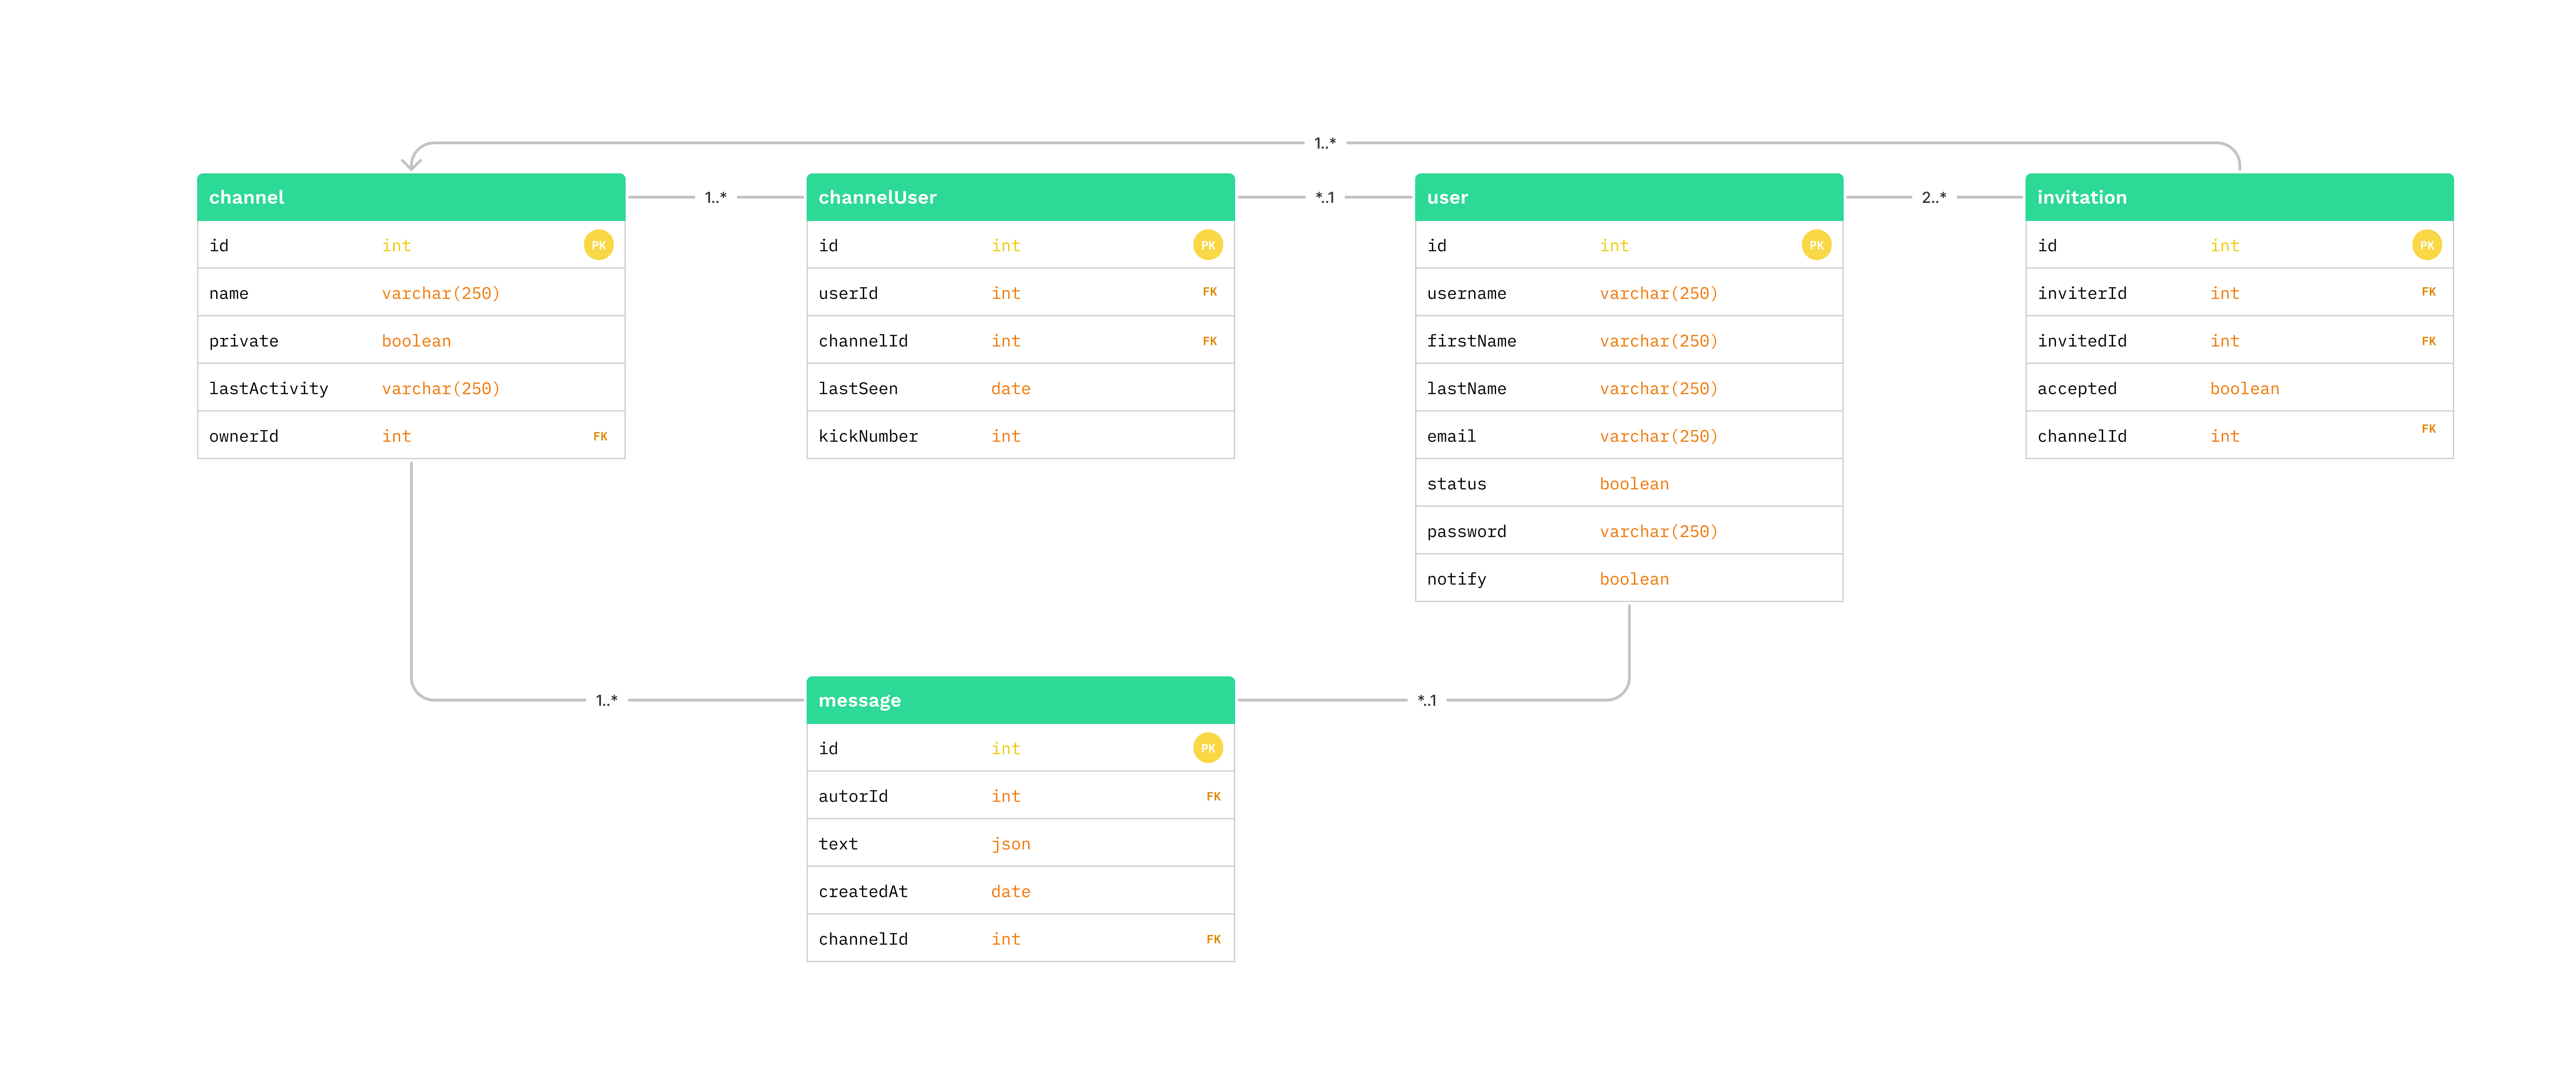 1..*
channel
id int PK
name varchar(250)
private boolean
lastActivity varchar(250)
ownerId int FK
1..*
channelUser
id int PK
userId int FK
channelId int FK
lastSeen date
kickNumber int
*..1
user
id int PK
username varchar(250)
firstName varchar(250)
lastName varchar(250)
email varchar(250)
status boolean
password varchar(250)
notify boolean
2..*
invitation
id int PK
inviterId int FK
invitedId int FK
accepted boolean
channelId int FK
1..*
message
id int PK
autorId int FK
text json
createdAt date
channelId int FK
*..1